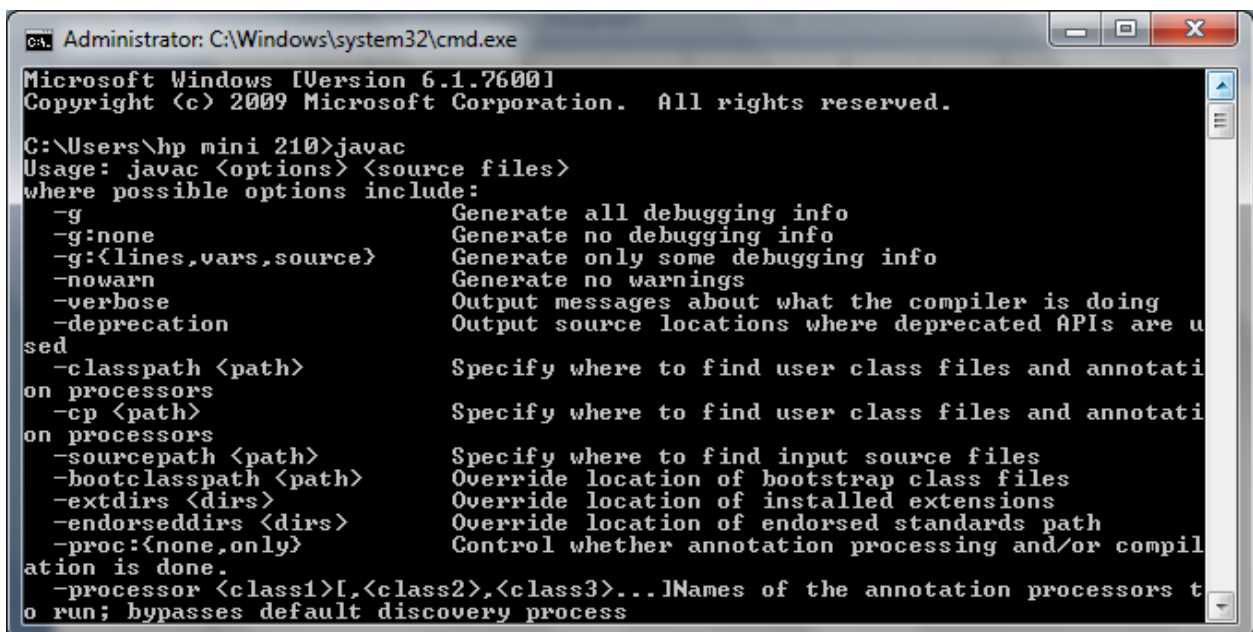 Administrator: C:\Windows\system32\cmd.exe
Microsoft Windows [Version 6.1.7600]
Copyright (c) 2009 Microsoft Corporation.  All rights reserved.
C:\Users\hp mini 210>javac
Usage: javac <options> <source files>
where possible options include:
  -g                         Generate all debugging info
  -g:none                    Generate no debugging info
  -g:{lines,vars,source}     Generate only some debugging info
  -nowarn                    Generate no warnings
  -verbose                   Output messages about what the compiler is doing
  -deprecation               Output source locations where deprecated APIs are u
sed
  -classpath <path>          Specify where to find user class files and annotati
on processors
  -cp <path>                 Specify where to find user class files and annotati
on processors
  -sourcepath <path>         Specify where to find input source files
  -bootclasspath <path>      Override location of bootstrap class files
  -extdirs <dirs>            Override location of installed extensions
  -endorseddirs <dirs>       Override location of endorsed standards path
  -proc:{none,only}          Control whether annotation processing and/or compil
ation is done.
  -processor <class1>[,<class2>,<class3>...]Names of the annotation processors t
o run; bypasses default discovery process